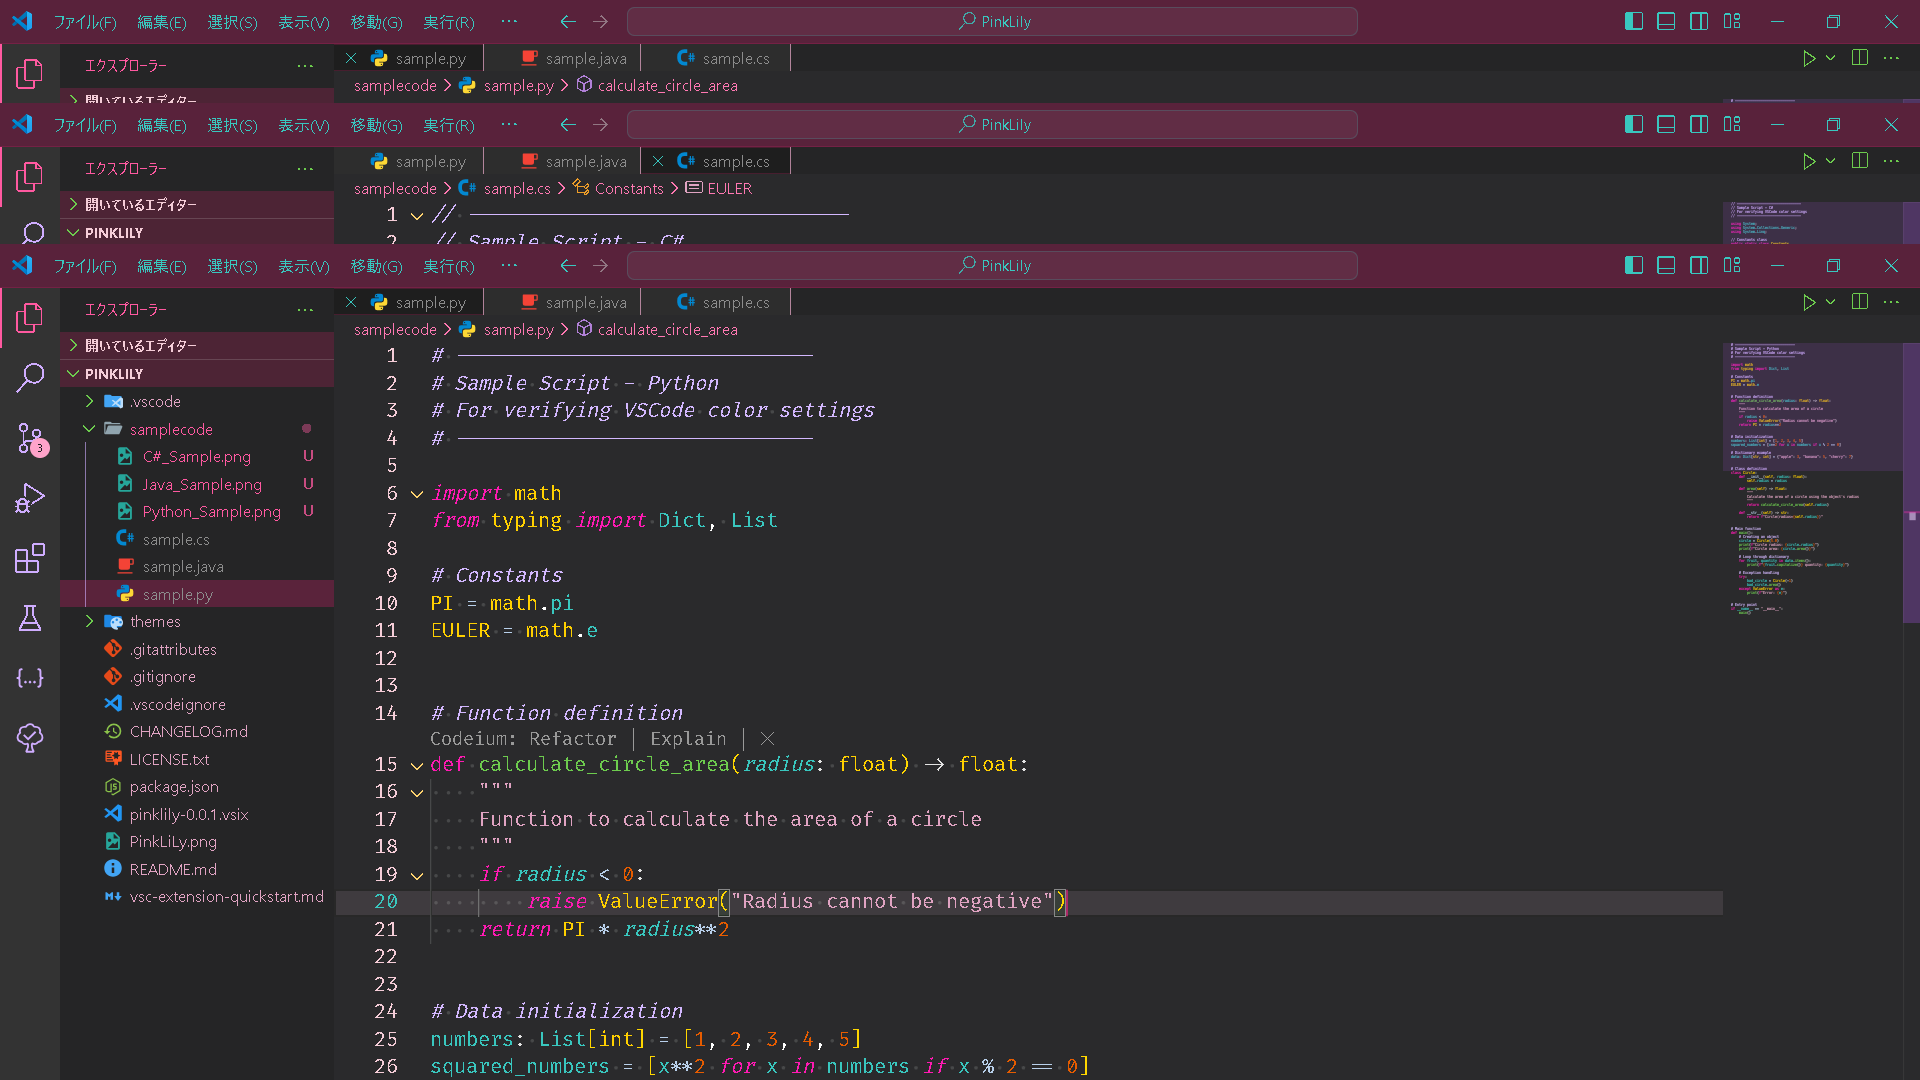 ファイル(F) 編集(E) 選択(S) 表示(V) 移動(G) 実行(R) ··· PinkLily
エクスプローラー ···
sample.py sample.java sample.cs
samplecode > sample.py > calculate_circle_area
開いているエディター
ファイル(F) 編集(E) 選択(S) 表示(V) 移動(G) 実行(R) ··· PinkLily
エクスプローラー ···
sample.py sample.java sample.cs
samplecode > sample.cs > Constants > EULER
開いているエディター
PINKLILY
1 // --------------------------------
2 // Sample Script - C#
ファイル(F) 編集(E) 選択(S) 表示(V) 移動(G) 実行(R) ··· PinkLily
エクスプローラー ···
開いているエディター
PINKLILY
.vscode
samplecode
C#_Sample.png U
Java_Sample.png U
Python_Sample.png U
sample.cs
sample.java
sample.py
themes
.gitattributes
.gitignore
.vscodeignore
CHANGELOG.md
LICENSE.txt
package.json
pinklily-0.0.1.vsix
PinkLiLy.png
README.md
vsc-extension-quickstart.md
3
sample.py sample.java sample.cs
samplecode > sample.py > calculate_circle_area
1 # ------------------------------
2 # Sample Script - Python
3 # For verifying VSCode color settings
4 # ------------------------------
5
6 import math
7 from typing import Dict, List
8
9 # Constants
10 PI = math.pi
11 EULER = math.e
12
13
14 # Function definition
Codeium: Refactor | Explain | ×
15 def calculate_circle_area(radius: float) -> float:
16     """
17     Function to calculate the area of a circle
18     """
19     if radius < 0:
20         raise ValueError("Radius cannot be negative")
21     return PI * radius**2
22
23
24 # Data initialization
25 numbers: List[int] = [1, 2, 3, 4, 5]
26 squared_numbers = [x**2 for x in numbers if x % 2 == 0]